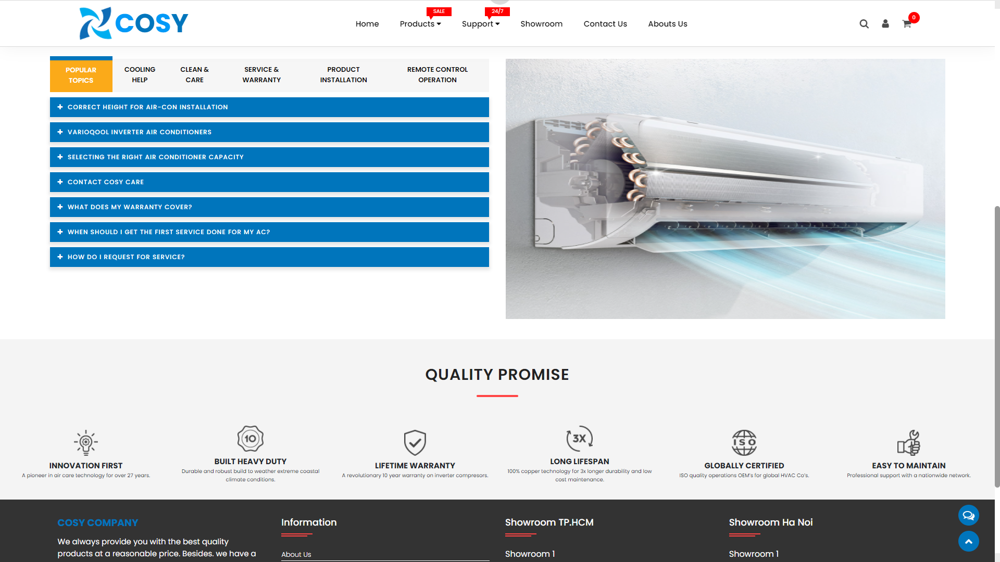 COSY
SALE
24/7
Home
Products
Support
Showroom
Contact Us
Abouts Us
0
POPULAR
TOPICS
COOLING
HELP
CLEAN &
CARE
SERVICE &
WARRANTY
PRODUCT
INSTALLATION
REMOTE CONTROL
OPERATION
CORRECT HEIGHT FOR AIR-CON INSTALLATION
VARIOQOOL INVERTER AIR CONDITIONERS
SELECTING THE RIGHT AIR CONDITIONER CAPACITY
CONTACT COSY CARE
WHAT DOES MY WARRANTY COVER?
WHEN SHOULD I GET THE FIRST SERVICE DONE FOR MY AC?
HOW DO I REQUEST FOR SERVICE?
QUALITY PROMISE
INNOVATION FIRST
A pioneer in air care technology for over 27 years.
10
BUILT HEAVY DUTY
Durable and robust build to weather extreme coastal
climate conditions.
LIFETIME WARRANTY
A revolutionary 10 year warranty on inverter compresors.
3X
LONG LIFESPAN
100% copper technology for 3x longer durability and low
cost maintenance.
ISO
GLOBALLY CERTIFIED
ISO quality operations OEM's for global HVAC Co's.
EASY TO MAINTAIN
Professional support with a nationwide network.
COSY COMPANY
We always provide you with the best quality
products at a reasonable price. Besides. we have a
Information
About Us
Showroom TP.HCM
Showroom 1
Showroom Ha Noi
Showroom 1